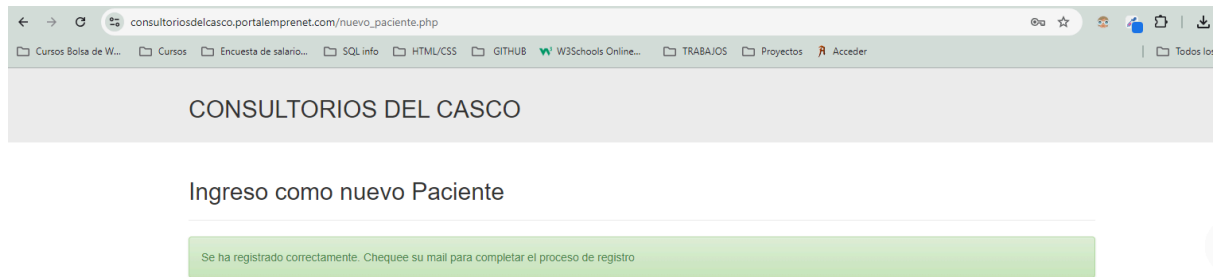 consultoriosdelcasco.portalemprenet.com/nuevo_paciente.php
Cursos Bolsa de W... Cursos Encuesta de salario... SQL info HTML/CSS GITHUB W3Schools Online... TRABAJOS Proyectos Acceder Todos los
CONSULTORIOS DEL CASCO
Ingreso como nuevo Paciente
Se ha registrado correctamente. Chequee su mail para completar el proceso de registro